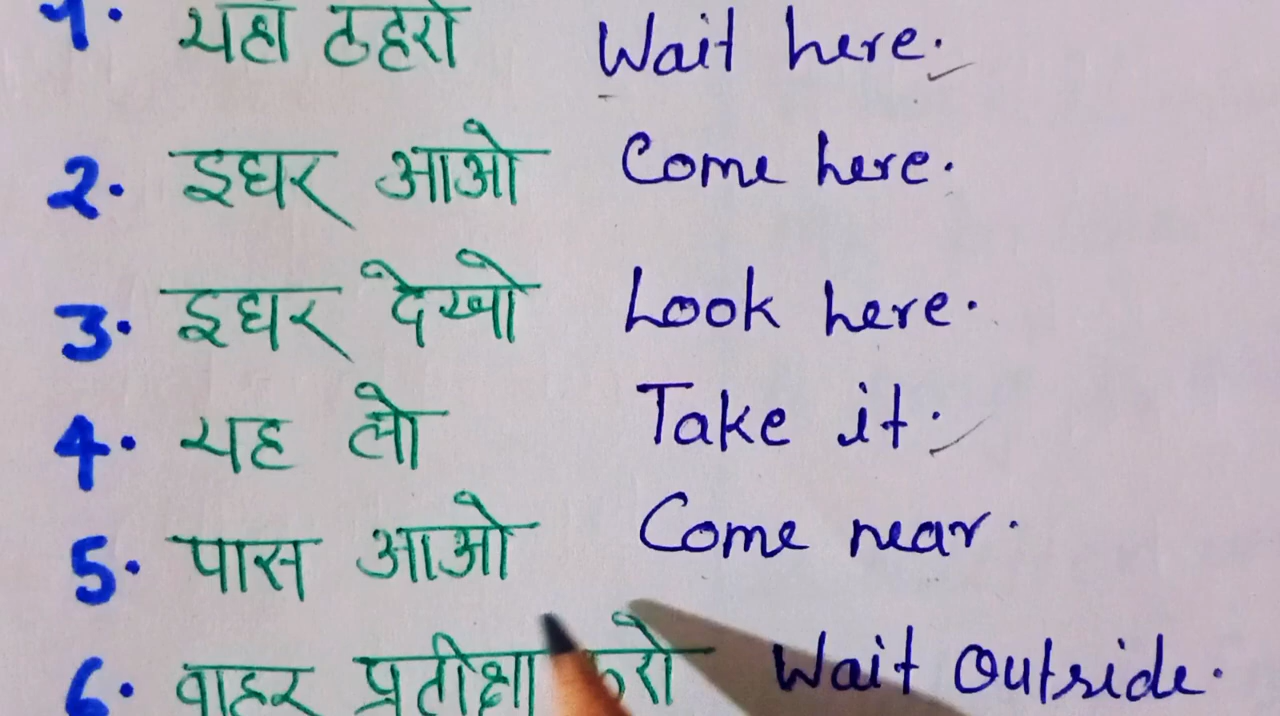 1. यहाँ ठहरो Wait here.
2. इधर आओ Come here.
3. इधर देखो Look here.
4. यह लो Take it.
5. पास आओ Come near.
6. बाहर प्रतीक्षा करो Wait Outside.